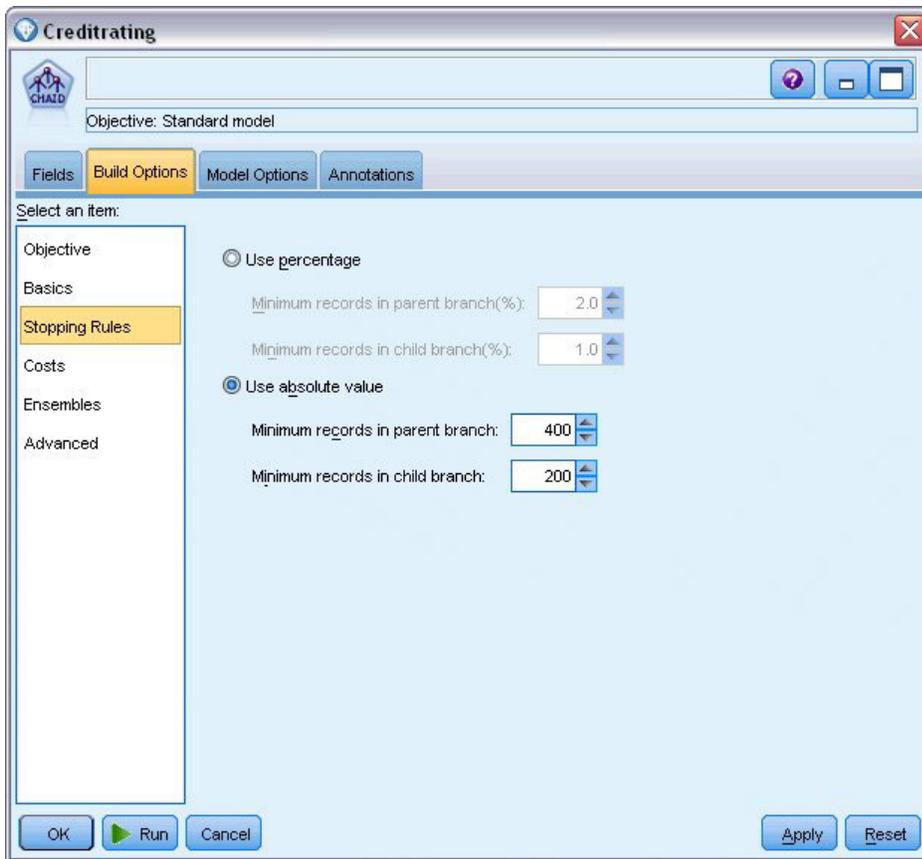 Creditrating
CHAID
Objective: Standard model
Fields Build Options Model Options Annotations
Select an item:
Objective
Basics
Stopping Rules
Costs
Ensembles
Advanced
Use percentage
Minimum records in parent branch(%): 2.0
Minimum records in child branch(%): 1.0
Use absolute value
Minimum records in parent branch: 400
Minimum records in child branch: 200
OK Run Cancel Apply Reset